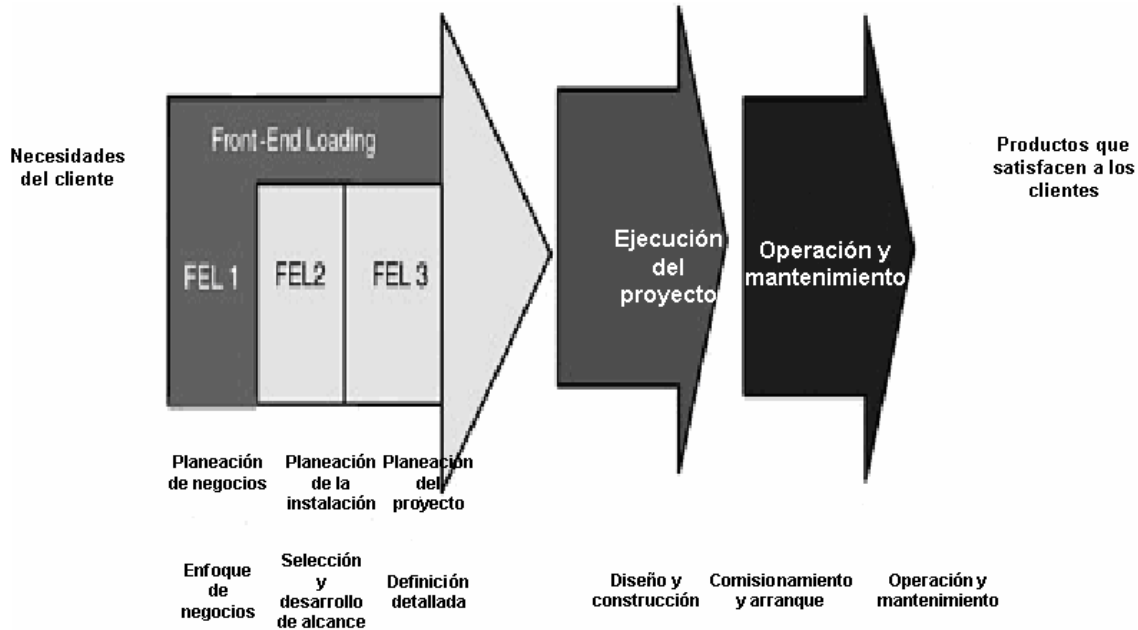 Front-End Loading
Necesidades
del cliente
FEL 1
FEL2
FEL 3
Ejecución
del
proyecto
Operación y
mantenimiento
Productos que
satisfacen a los
clientes
Planeación
de negocios
Planeación
de la
instalación
Planeación
del
proyecto
Enfoque
de
negocios
Selección
y
desarrollo
de alcance
Definición
detallada
Diseño y
construcción
Comisionamiento
y arranque
Operación y
mantenimiento